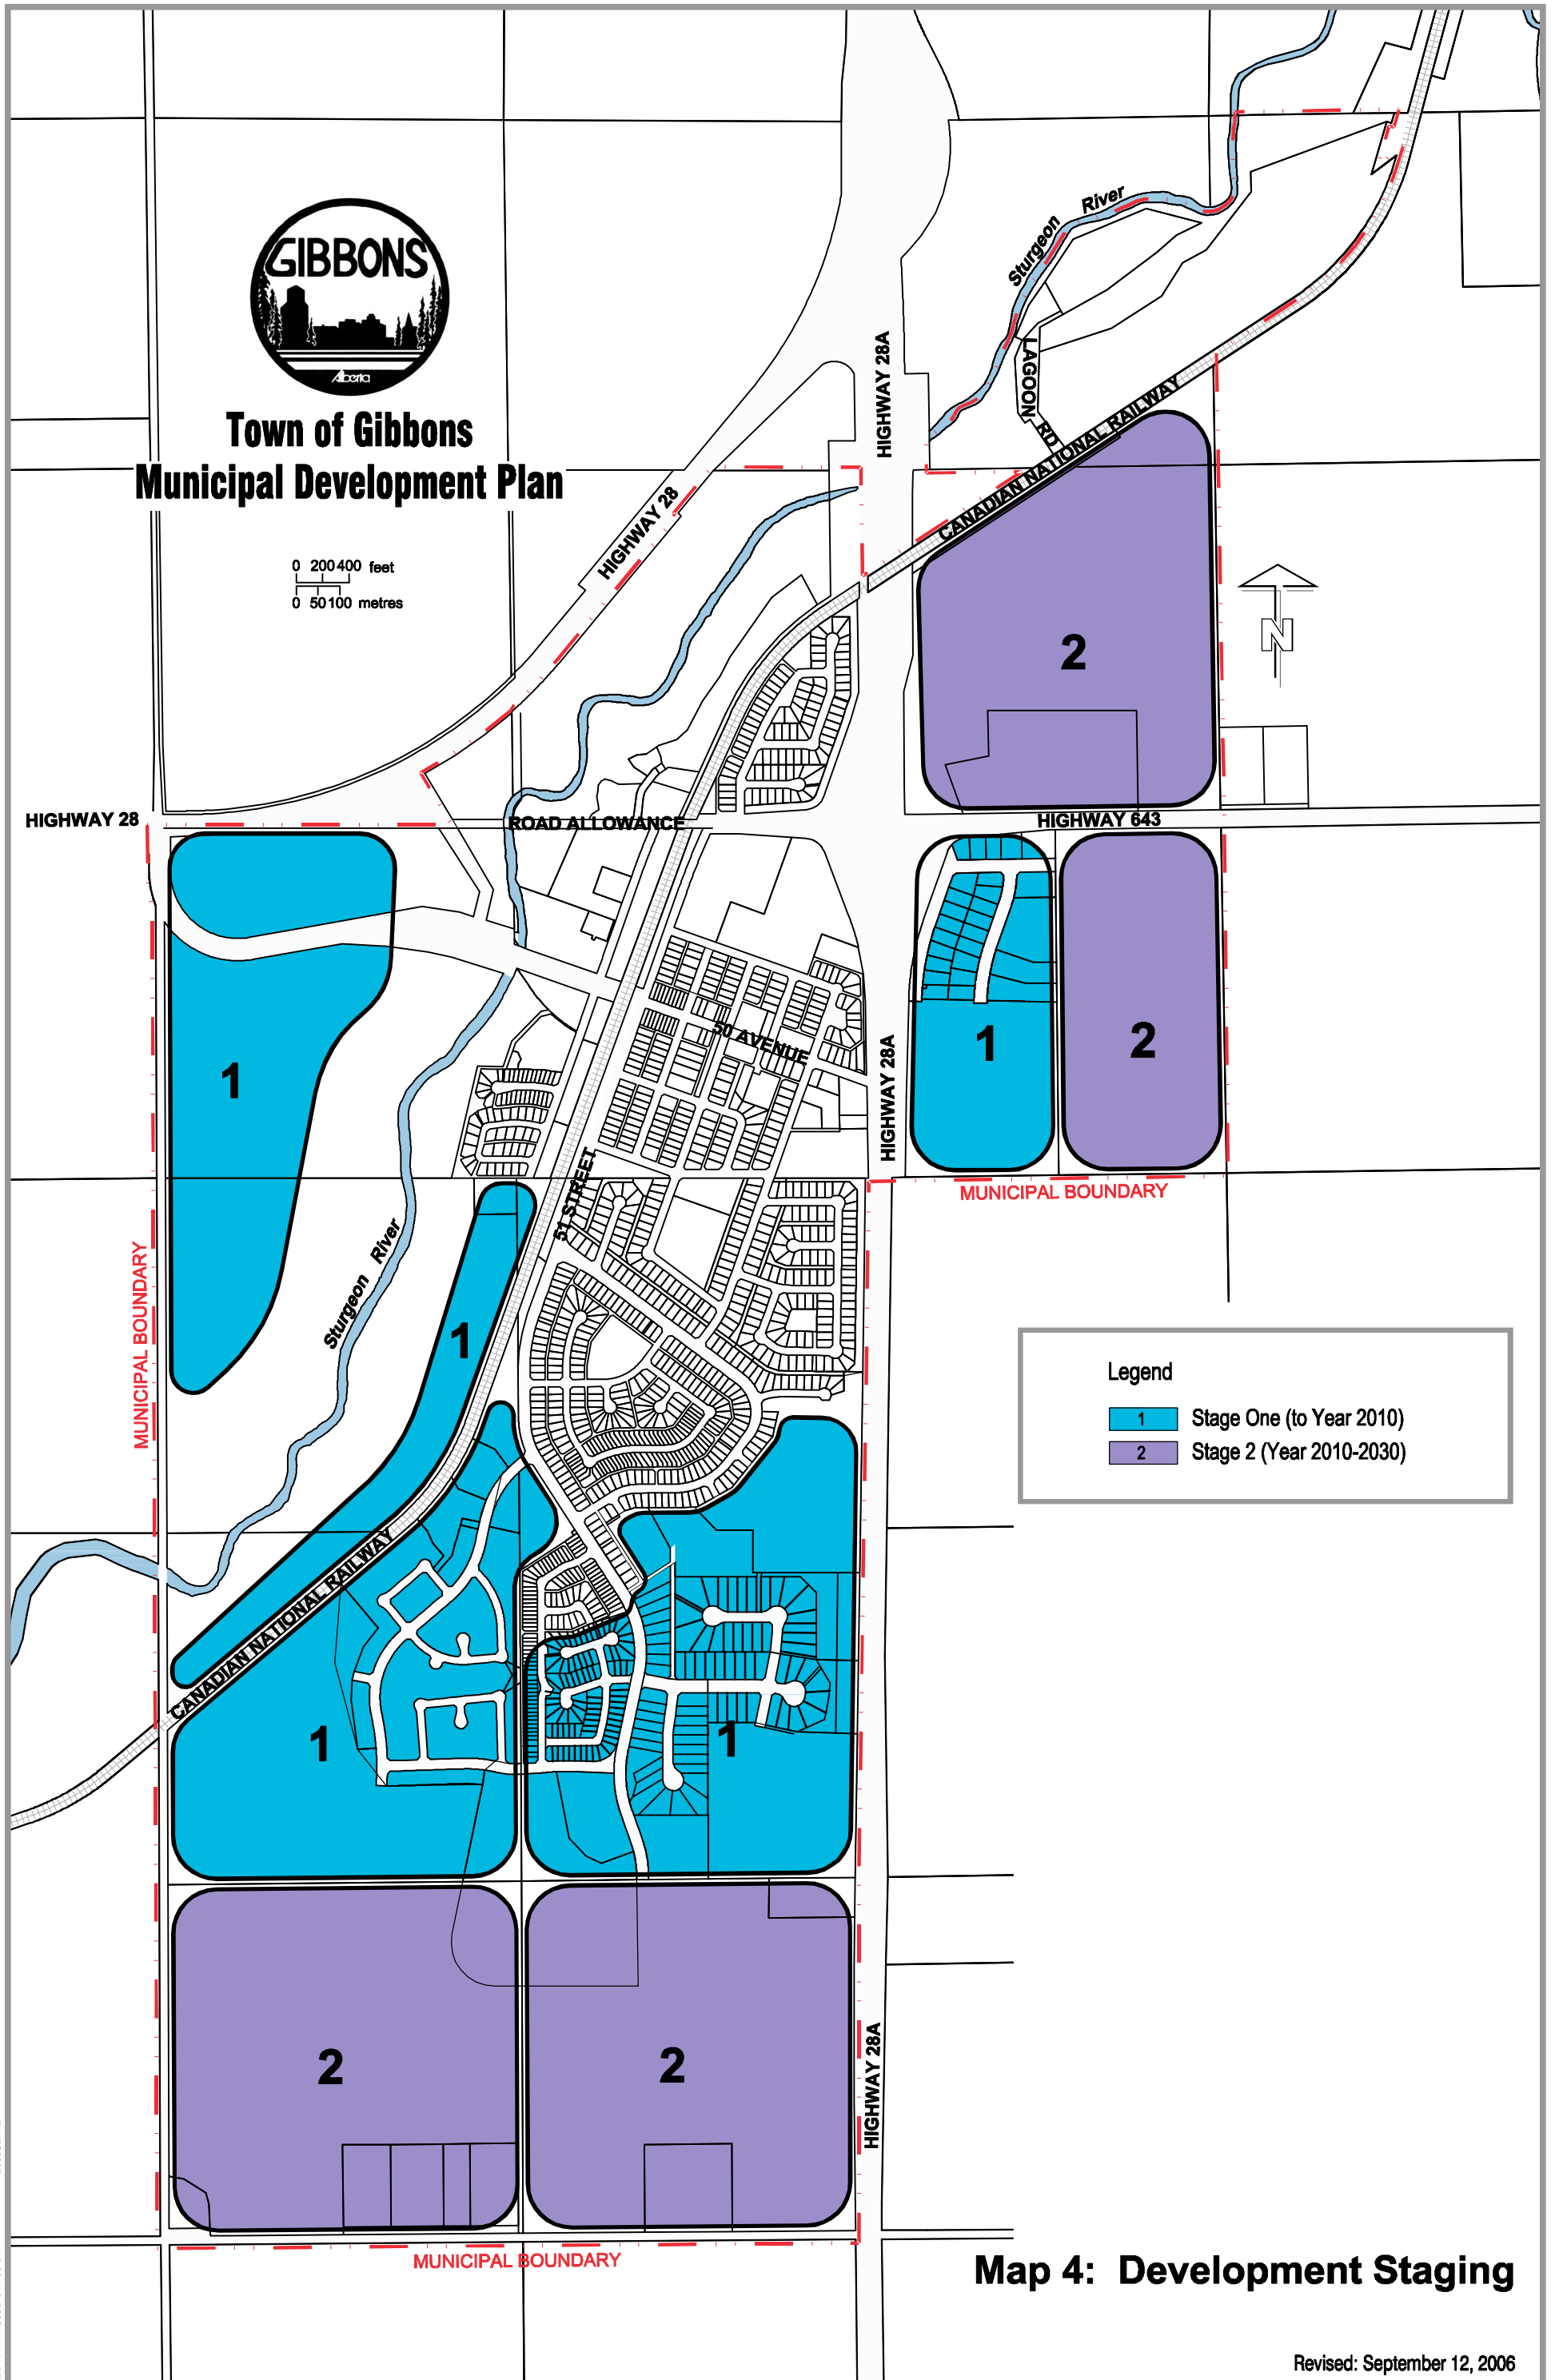 GIBBONS
Alberta
Town of Gibbons
Municipal Development Plan
0 200 400 feet
0 50 100 metres
Sturgeon River
HIGHWAY 28A
LAGOON RD
CANADIAN NATIONAL RAILWAY
HIGHWAY 28
2
N
HIGHWAY 28
ROAD ALLOWANCE
HIGHWAY 643
1
50 AVENUE
HIGHWAY 28A
1
2
51 STREET
MUNICIPAL BOUNDARY
MUNICIPAL BOUNDARY
Sturgeon River
1
Legend
1 Stage One (to Year 2010)
2 Stage 2 (Year 2010-2030)
CANADIAN NATIONAL RAILWAY
1
1
2
2
HIGHWAY 28A
MUNICIPAL BOUNDARY
Map 4: Development Staging
Revised: September 12, 2006